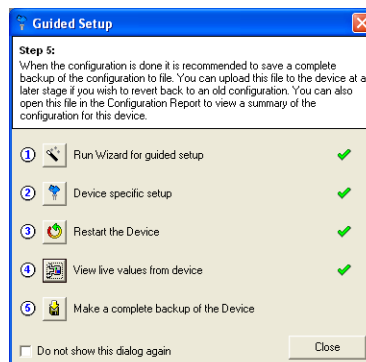 Guided Setup
Step 5:
When the configuration is done it is recommended to save a complete
backup of the configuration to file. You can upload this file to the device at a
later stage if you wish to revert back to an old configuration. You can also
open this file in the Configuration Report to view a summary of the
configuration for this device.
1 Run Wizard for guided setup
2 Device specific setup
3 Restart the Device
4 View live values from device
5 Make a complete backup of the Device
Do not show this dialog again
Close